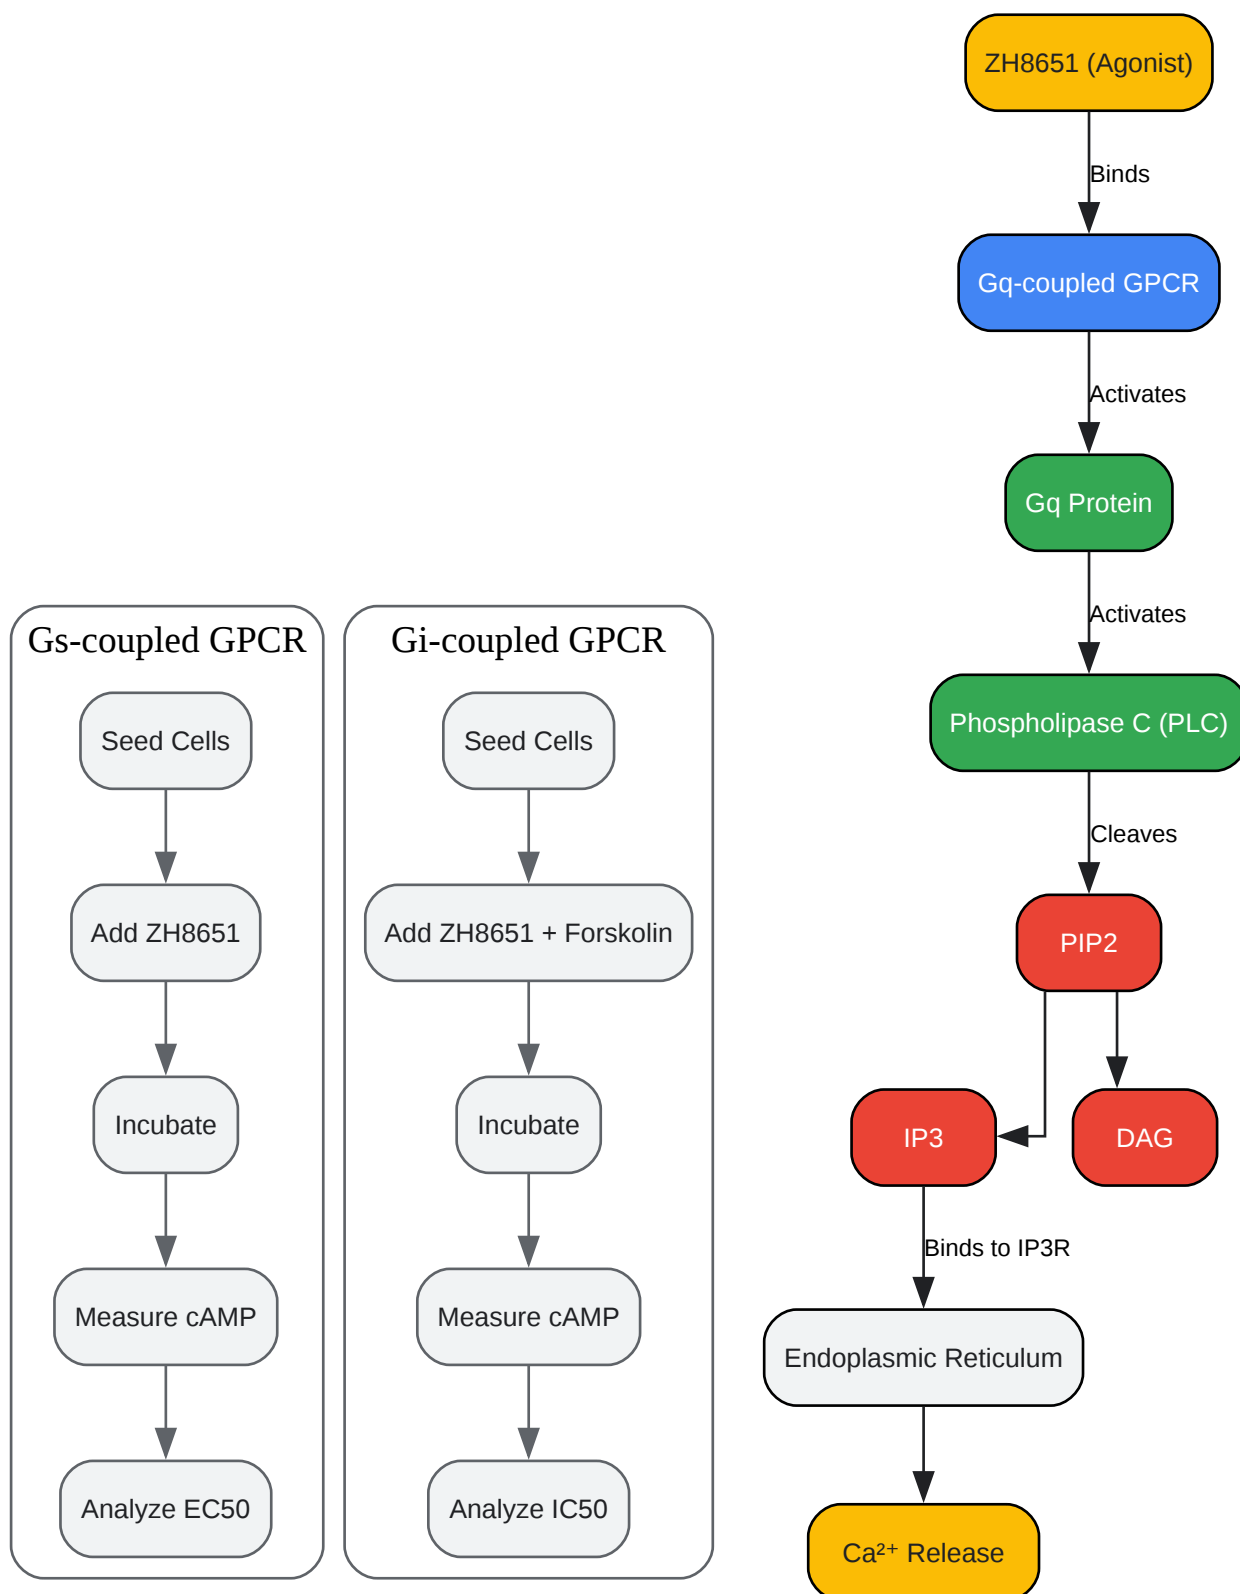 ZH8651 (Agonist)
Binds
Gq-coupled GPCR
Activates
Gq Protein
Activates
Phospholipase C (PLC)
Cleaves
PIP2
IP3
DAG
Binds to IP3R
Endoplasmic Reticulum
Ca²⁺ Release
Gs-coupled GPCR
Seed Cells
Add ZH8651
Incubate
Measure cAMP
Analyze EC50
Gi-coupled GPCR
Seed Cells
Add ZH8651 + Forskolin
Incubate
Measure cAMP
Analyze IC50